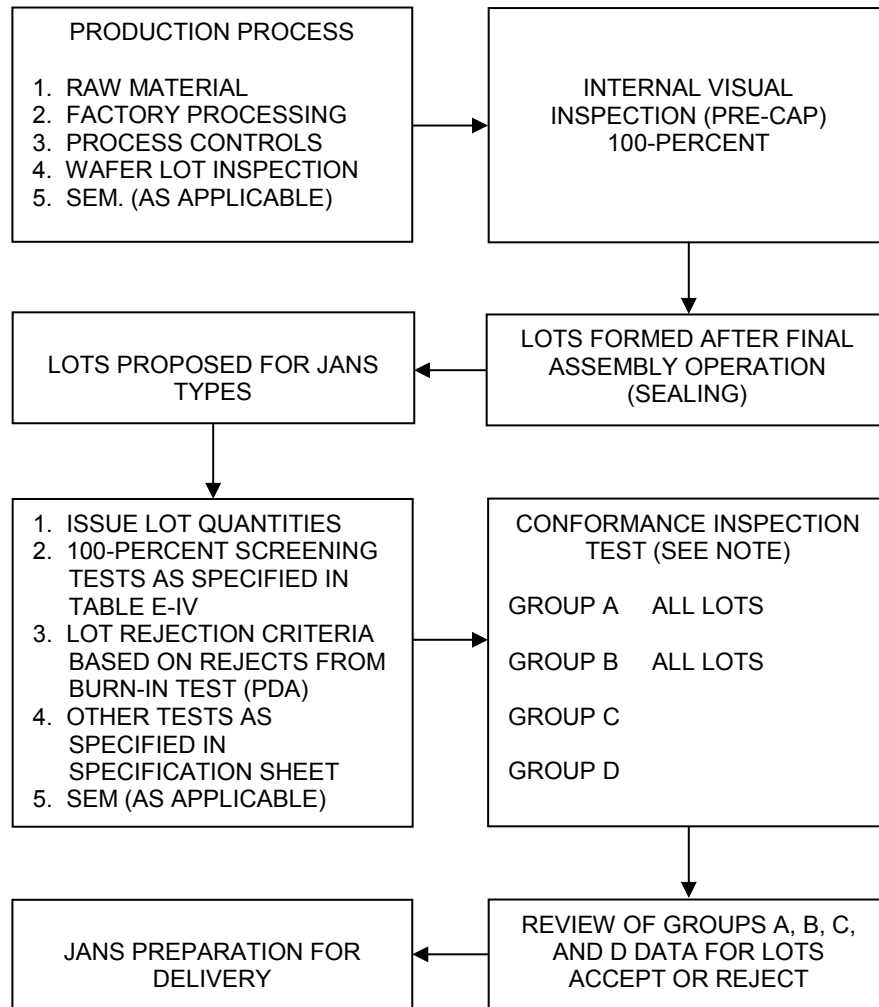 PRODUCTION PROCESS
1. RAW MATERIAL
2. FACTORY PROCESSING
3. PROCESS CONTROLS
4. WAFER LOT INSPECTION
5. SEM. (AS APPLICABLE)
INTERNAL VISUAL
INSPECTION (PRE-CAP)
100-PERCENT
LOTS FORMED AFTER FINAL
ASSEMBLY OPERATION
(SEALING)
LOTS PROPOSED FOR JANS
TYPES
1. ISSUE LOT QUANTITIES
2. 100-PERCENT SCREENING
TESTS AS SPECIFIED IN
TABLE E-IV
3. LOT REJECTION CRITERIA
BASED ON REJECTS FROM
BURN-IN TEST (PDA)
4. OTHER TESTS AS
SPECIFIED IN
SPECIFICATION SHEET
5. SEM (AS APPLICABLE)
CONFORMANCE INSPECTION
TEST (SEE NOTE)
GROUP A ALL LOTS
GROUP B ALL LOTS
GROUP C
GROUP D
REVIEW OF GROUPS A, B, C,
AND D DATA FOR LOTS
ACCEPT OR REJECT
JANS PREPARATION FOR
DELIVERY